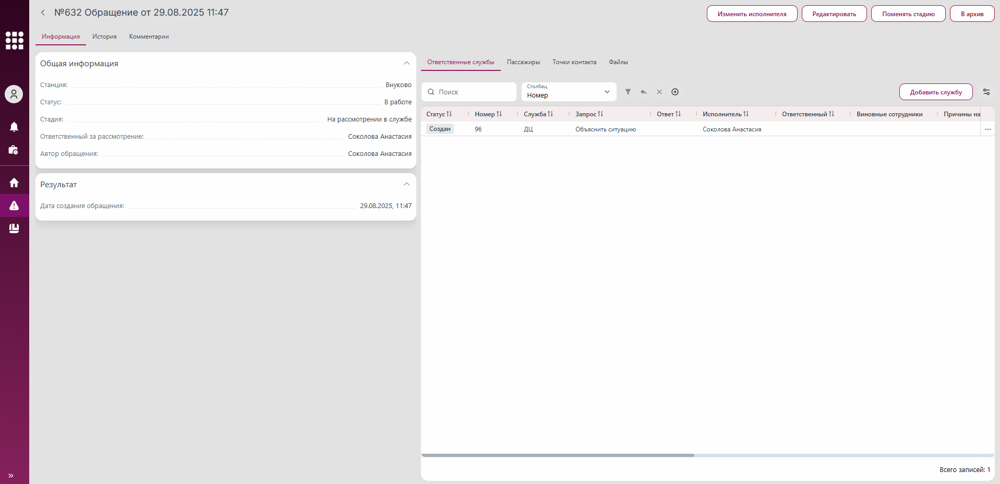 №632 Обращение от 29.08.2025 11:47
Изменить исполнителя
Редактировать
Поменять стадию
В архив
Информация
История
Комментарии
Общая информация
Станция: Внуково
Статус: В работе
Стадия: На рассмотрении в службе
Ответственный за рассмотрение: Соколова Анастасия
Автор обращения: Соколова Анастасия
Результат
Дата создания обращения: 29.08.2025, 11:47
Ответственные службы
Пассажиры
Точки контакта
Файлы
Поиск
Столбец
Номер
Добавить службу
Статус Номер Служба Запрос Ответ Исполнитель Ответственный Виновные сотрудники Причины на
Создан 96 ДЦ Объяснить ситуацию Соколова Анастасия
Всего записей: 1